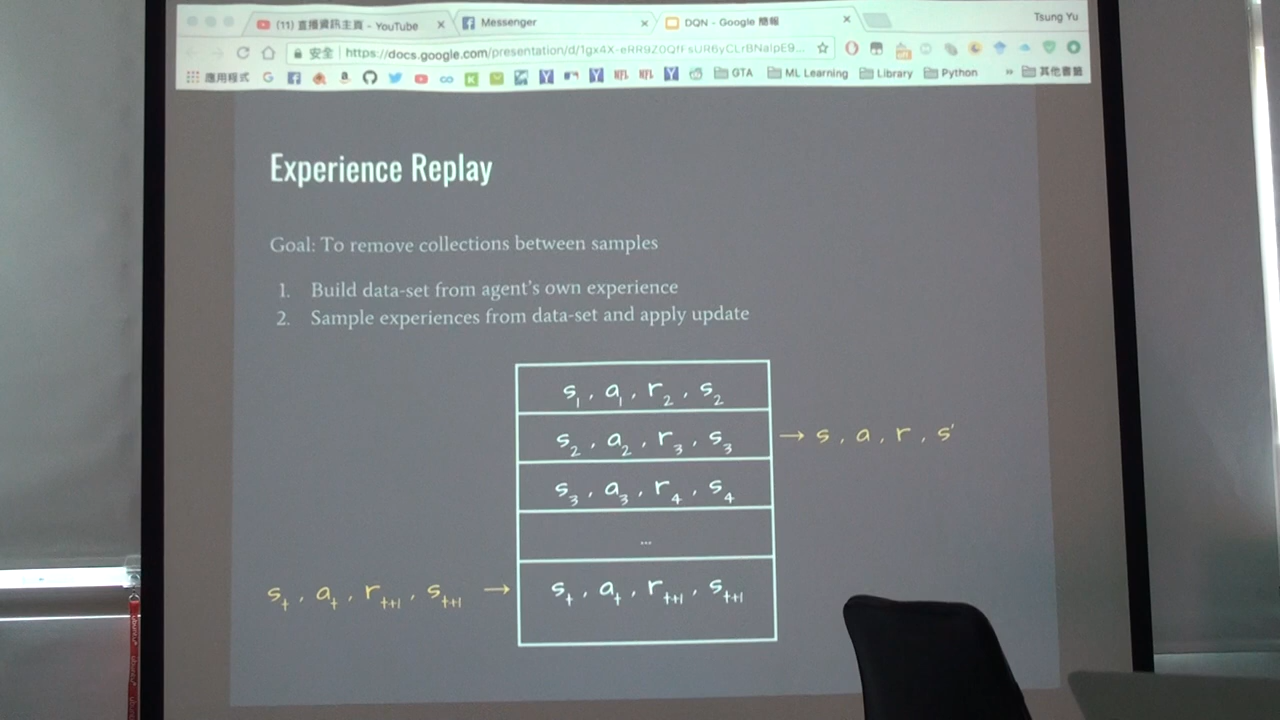 (11) 直播資訊主頁 - YouTube
Messenger
DQN - Google 簡報
Tsung Yu
安全
https://docs.google.com/presentation/d/1gx4X-eRR9Z0QfFsUR6yCLrBNalpE9...
應用程式
GTA
ML Learning
Library
Python
»
其他書籤
Experience Replay
Goal: To remove collections between samples
1. Build data-set from agent's own experience
2. Sample experiences from data-set and apply update
s₁, a₁, r₂, s₂
s₂, a₂, r₃, s₃
→ s, a, r, s'
s₃, a₃, r₄, s₄
...
sₜ, aₜ, rₜ₊₁, sₜ₊₁ →
sₜ, aₜ, rₜ₊₁, sₜ₊₁